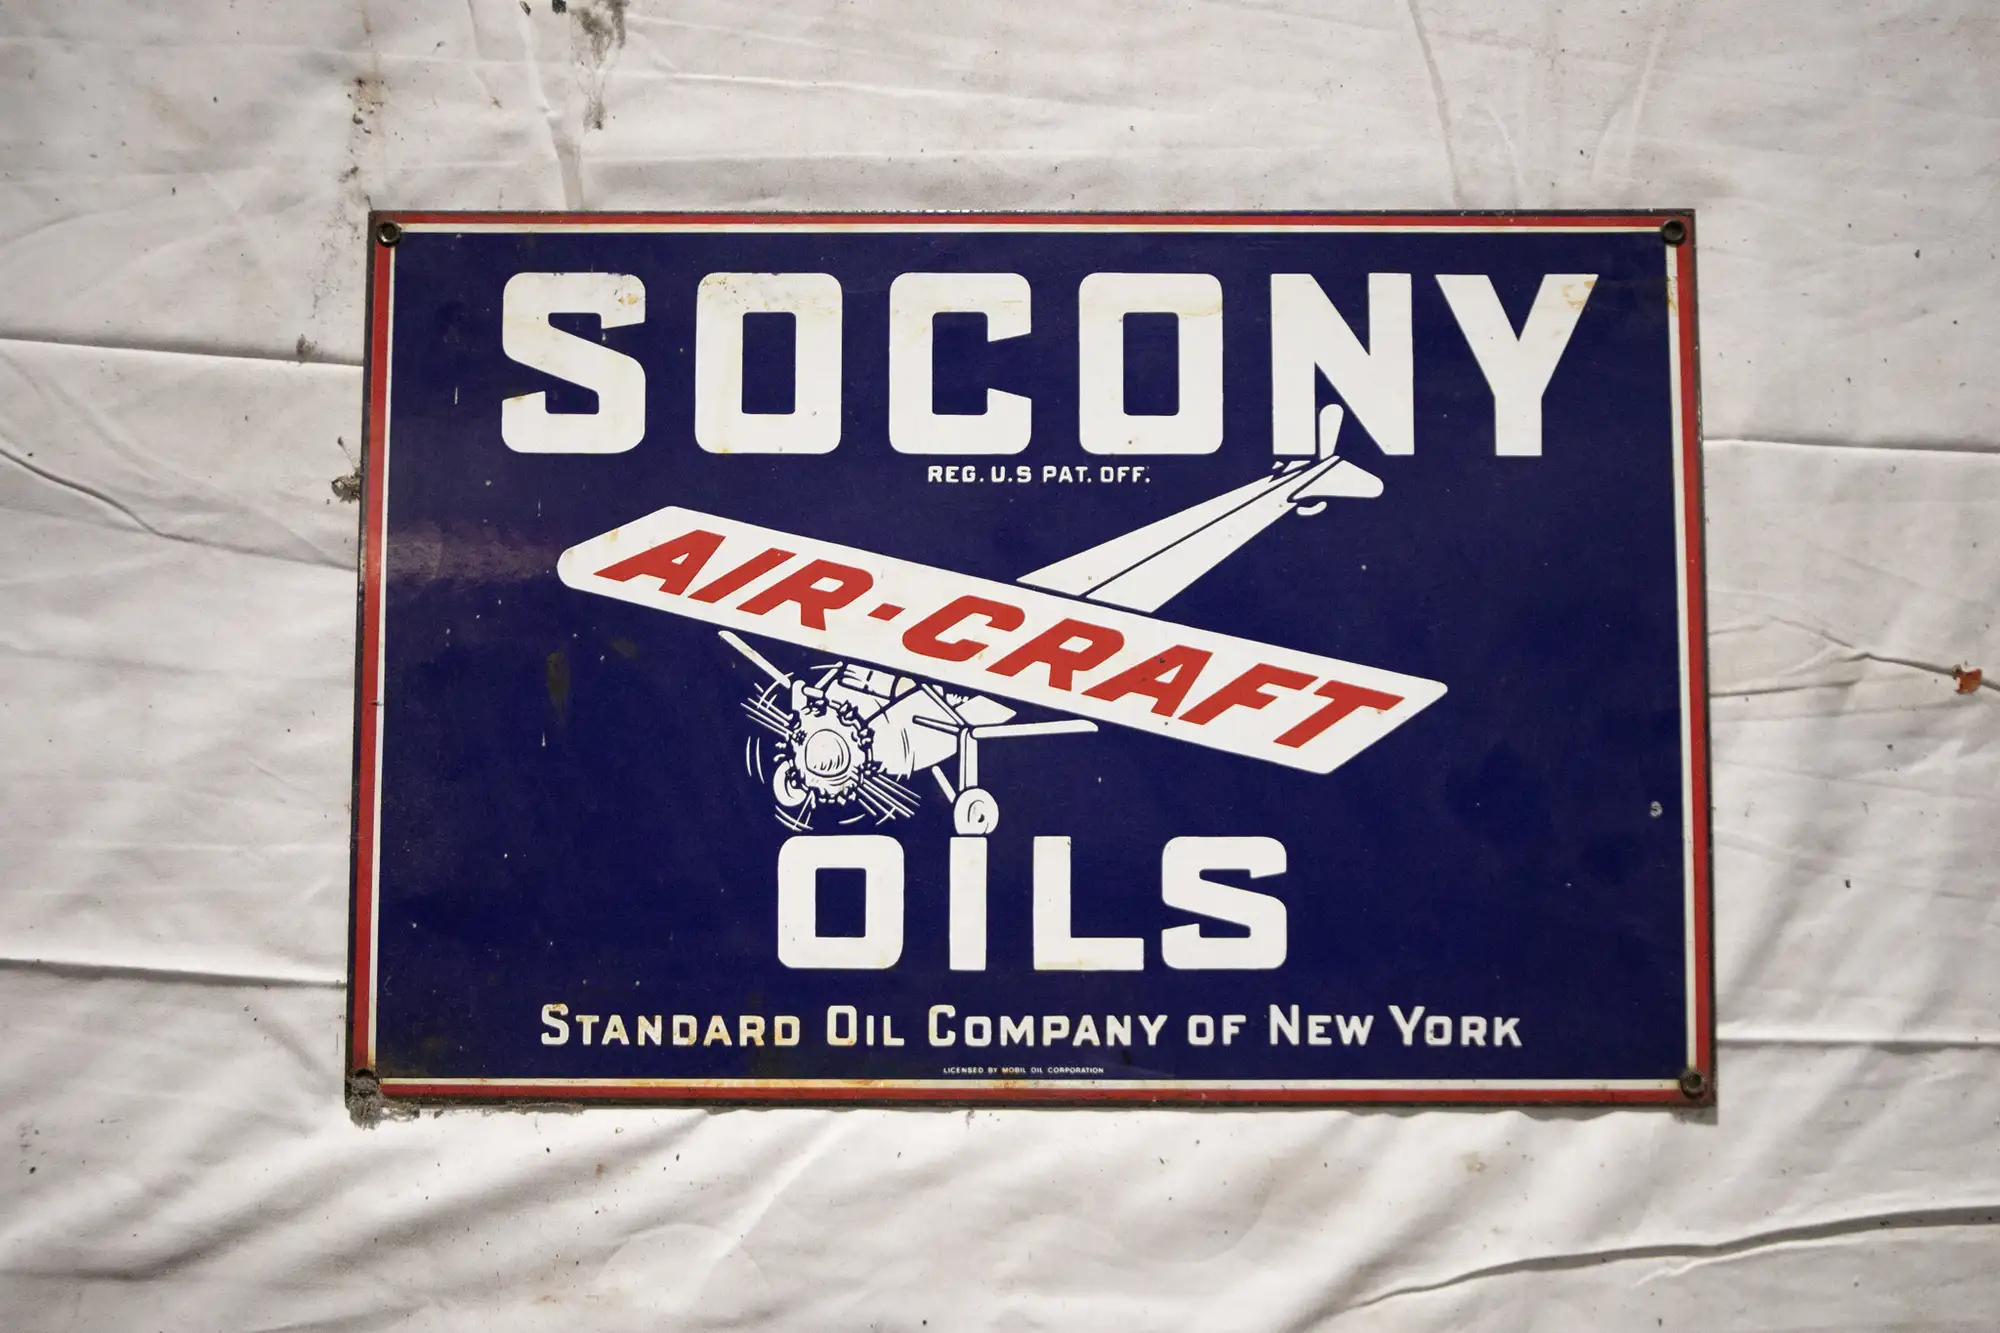 SOCONY
REG. U.S PAT. OFF.
AIR·CRAFT
OILS
STANDARD OIL COMPANY OF NEW YORK
LICENSED BY MOBIL OIL CORPORATION